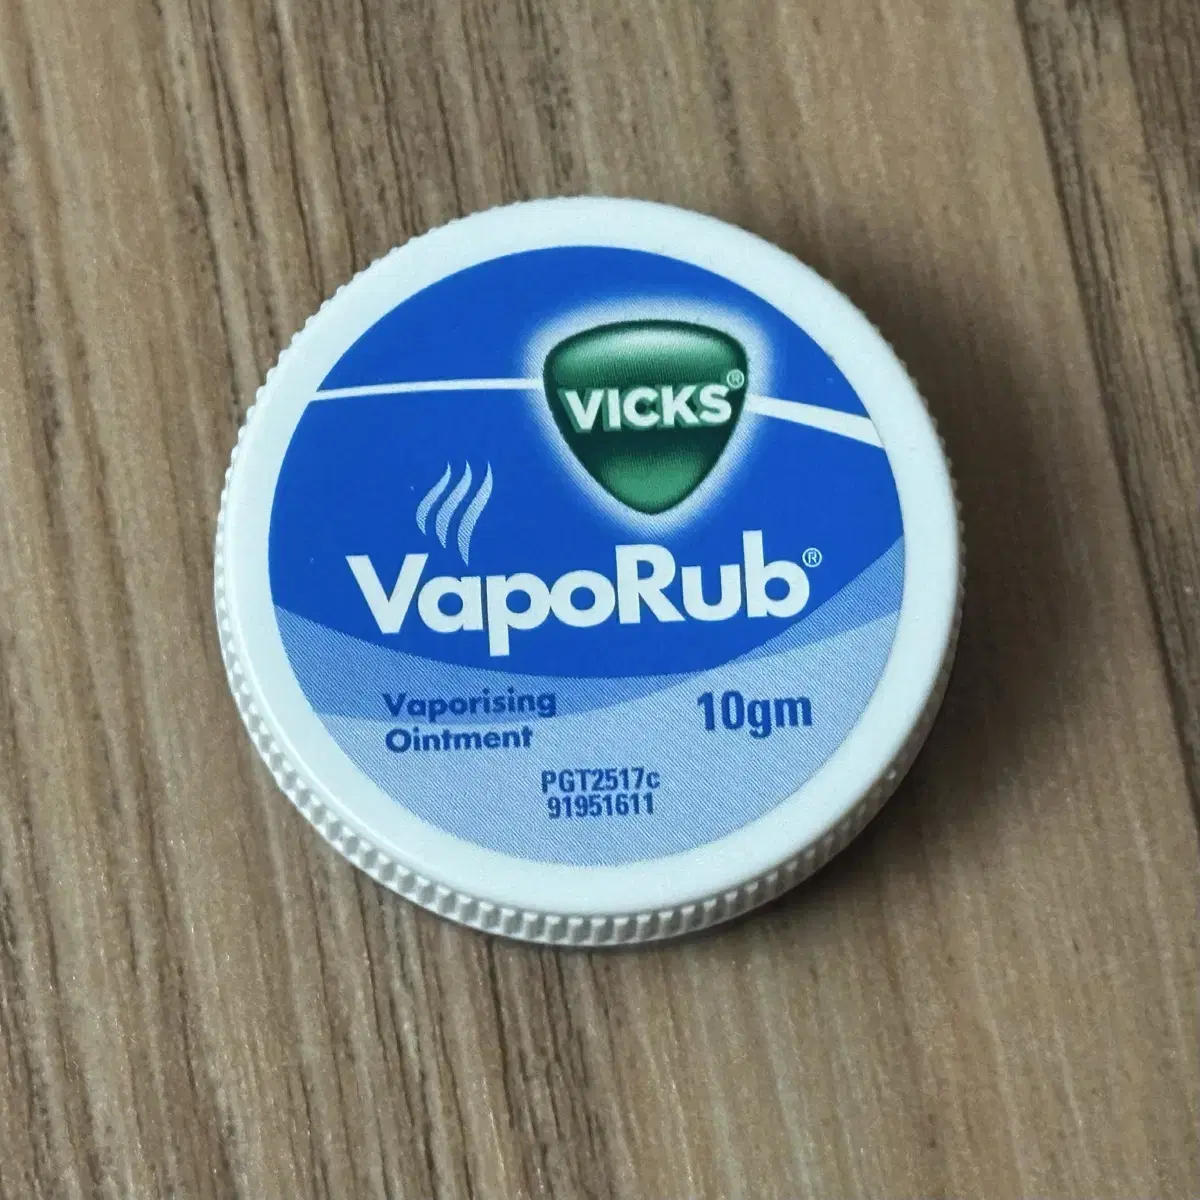 VICKS®
VapoRub®
Vaporising
Ointment
10gm
PGT2517c
91951611